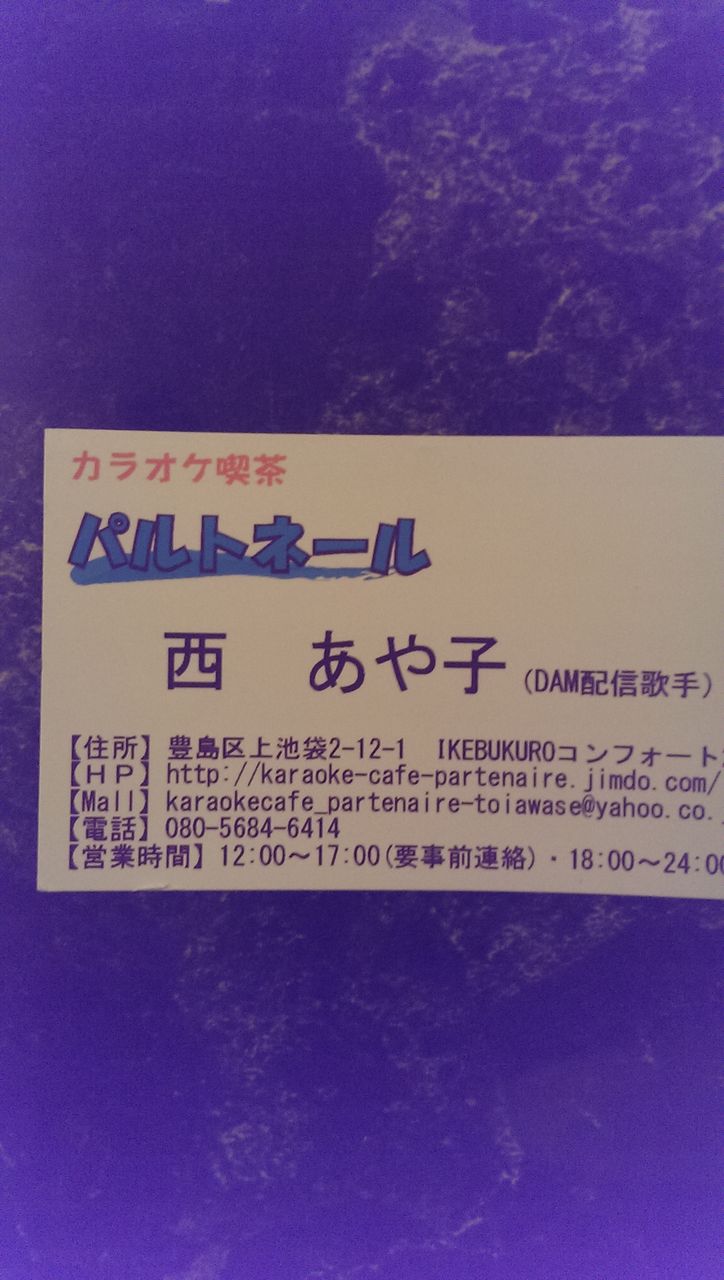 カラオケ喫茶
パルトネール
西　あや子（DAM配信歌手）
【住所】豊島区上池袋2-12-1　IKEBUKUROコンフォート
【ＨＰ】http://karaoke-cafe-partenaire.jimdo.com/
【Mall】karaokecafe_partenaire-toiawase@yahoo.co.
【電話】080-5684-6414
【営業時間】12:00～17:00(要事前連絡)・18:00～24:00